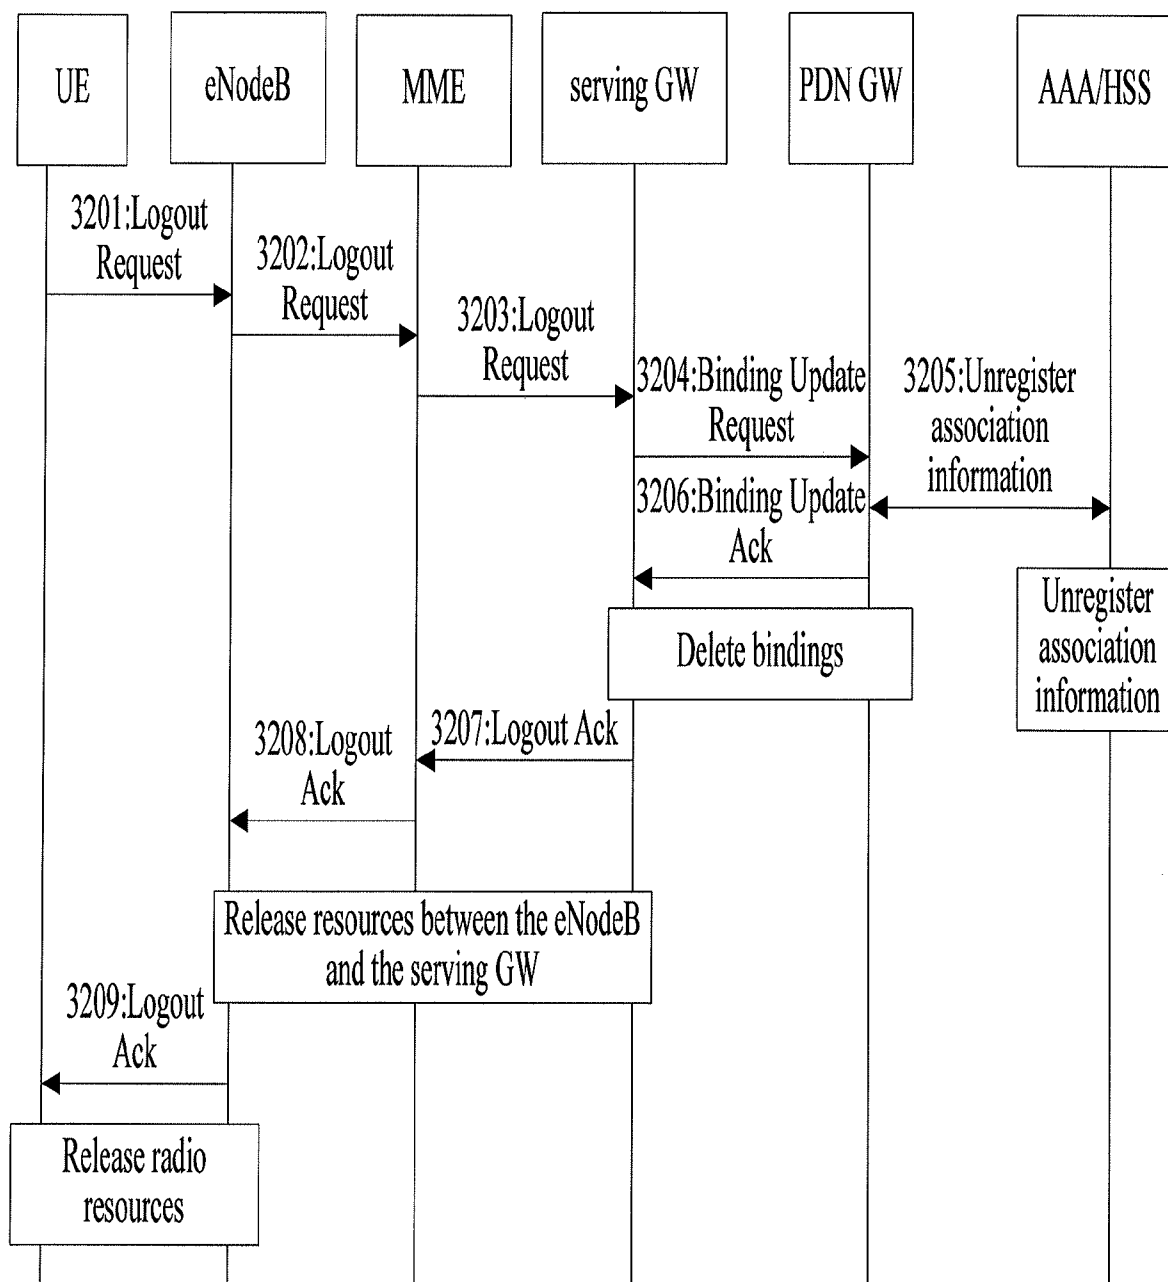 UE
eNodeB
MME
serving GW
PDN GW
AAA/HSS
3201:Logout
Request
3202:Logout
Request
3203:Logout
Request
3204:Binding Update
Request
3205:Unregister
association
information
3206:Binding Update
Ack
Unregister
association
information
Delete bindings
3207:Logout Ack
3208:Logout
Ack
Release resources between the eNodeB
and the serving GW
3209:Logout
Ack
Release radio
resources